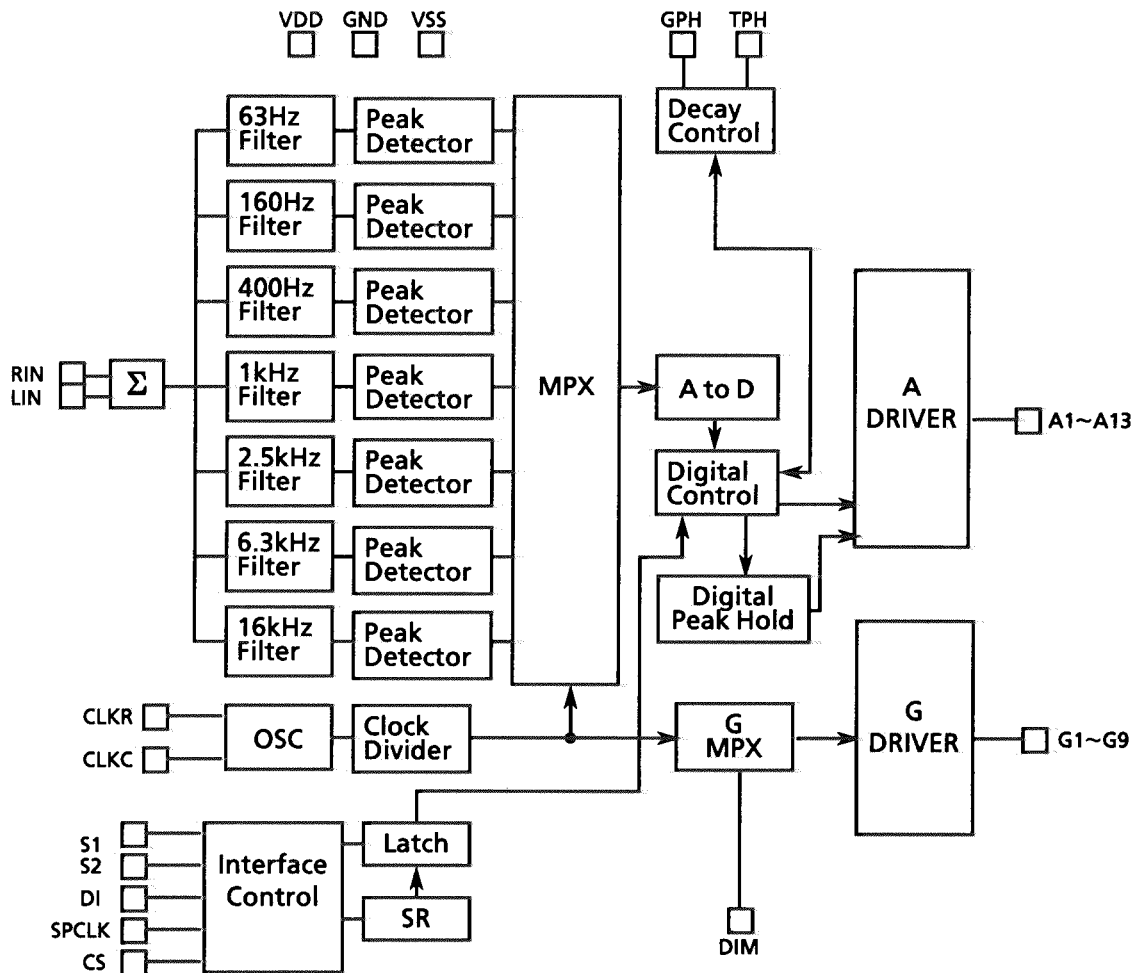 VDD GND VSS
GPH TPH
63Hz
Filter
Peak
Detector
160Hz
Filter
Peak
Detector
400Hz
Filter
Peak
Detector
1kHz
Filter
Peak
Detector
2.5kHz
Filter
Peak
Detector
6.3kHz
Filter
Peak
Detector
16kHz
Filter
Peak
Detector
RIN
LIN
Σ
MPX
Decay
Control
A to D
Digital
Control
Digital
Peak Hold
A
DRIVER
A1~A13
CLKR
CLKC
OSC
Clock
Divider
G
MPX
G
DRIVER
G1~G9
S1
S2
DI
SPCLK
CS
Interface
Control
Latch
SR
DIM